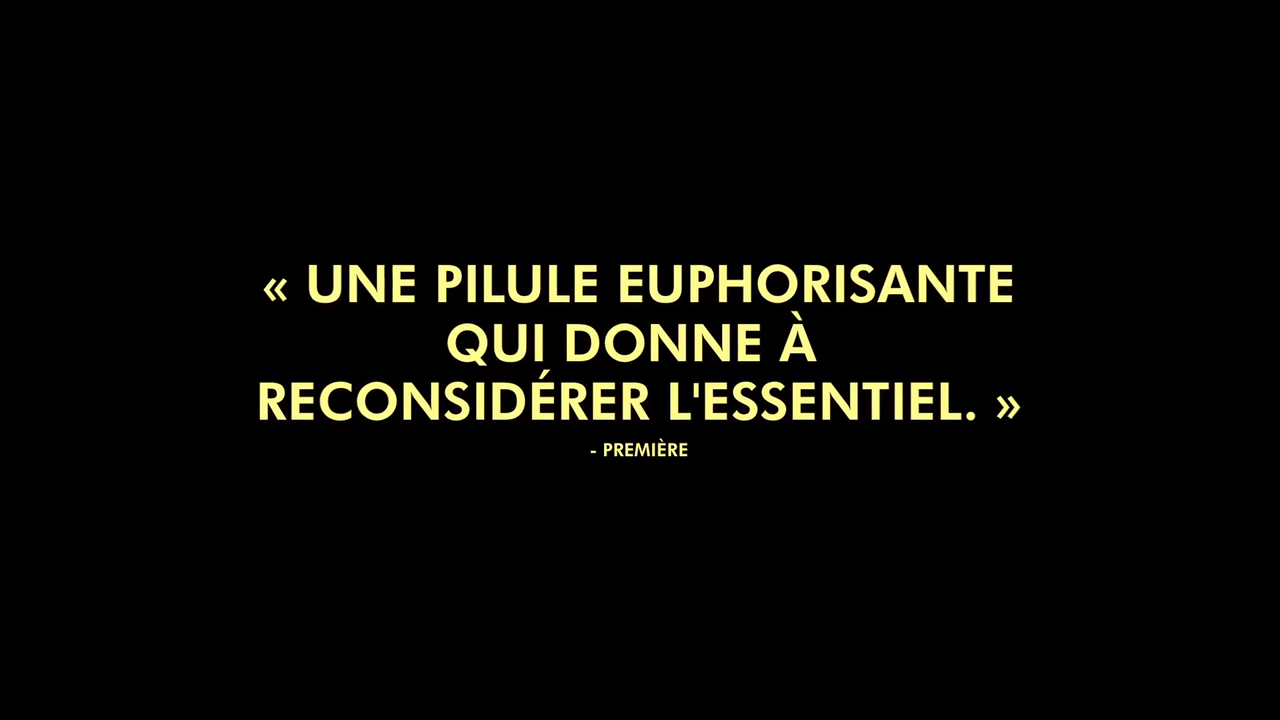 « UNE PILULE EUPHORISANTE
QUI DONNE À
RECONSIDÉRER L'ESSENTIEL. »
- PREMIÈRE